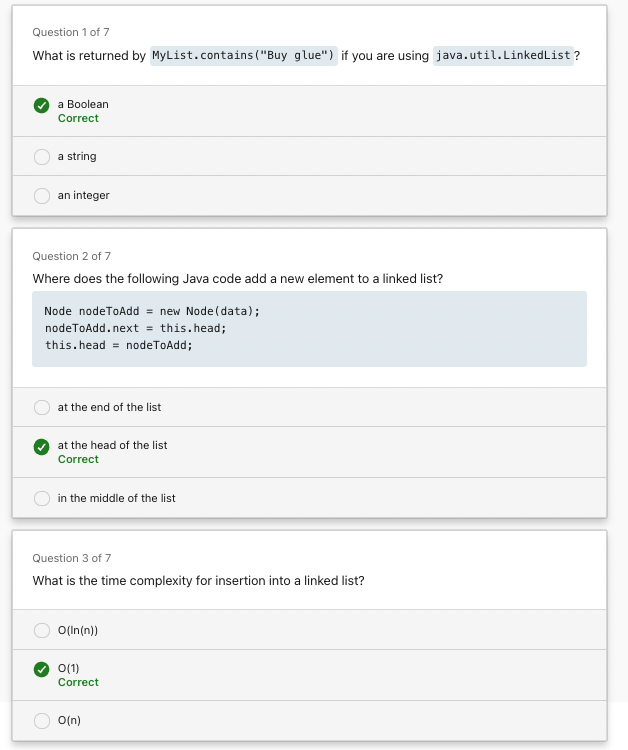 Question 1 of 7
What is returned by MyList.contains("Buy glue") if you are using java.util.LinkedList ?
a Boolean
Correct
a string
an integer
Question 2 of 7
Where does the following Java code add a new element to a linked list?
Node nodeToAdd = new Node(data);
nodeToAdd.next = this.head;
this.head = nodeToAdd;
at the end of the list
at the head of the list
Correct
in the middle of the list
Question 3 of 7
What is the time complexity for insertion into a linked list?
O(ln(n))
O(1)
Correct
O(n)